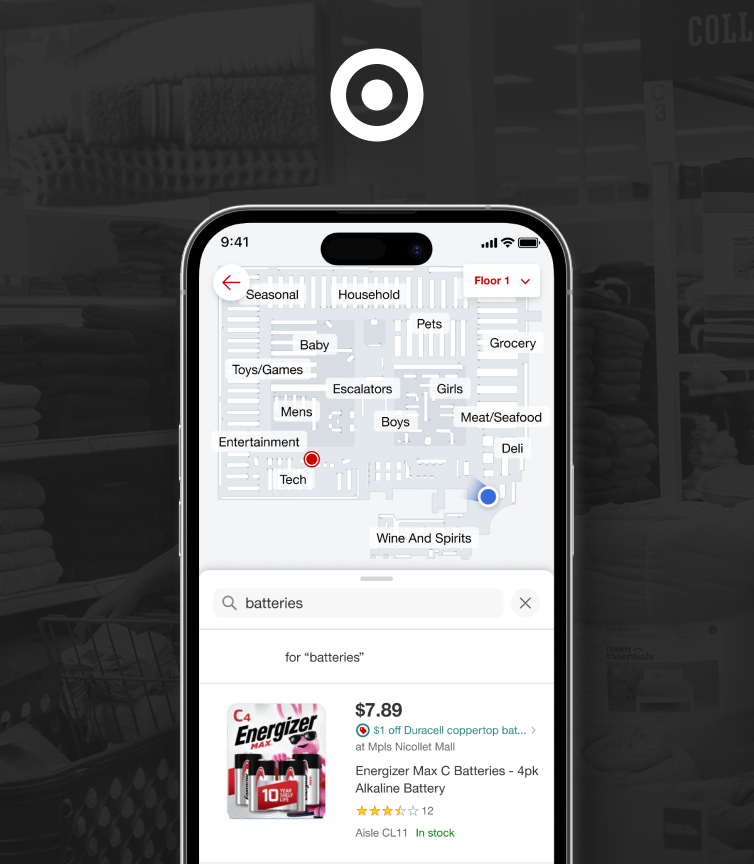 COLL
C
3
9:41
Floor 1
Seasonal
Household
Pets
Baby
Grocery
Toys/Games
Escalators
Girls
Mens
Boys
Meat/Seafood
Entertainment
Deli
Tech
Wine And Spirits
batteries
for “batteries”
room
essentials
C4
Energizer
MAX
10 YEAR
SHELF
LIFE
$7.89
$1 off Duracell coppertop bat...
at Mpls Nicollet Mall
Energizer Max C Batteries - 4pk
Alkaline Battery
12
Aisle CL11 In stock